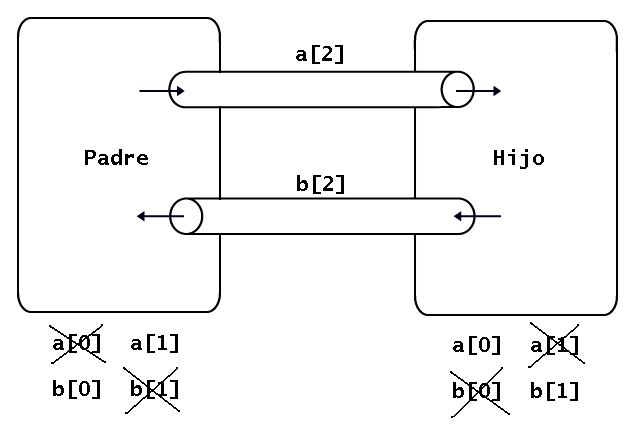 a[2]
Padre Hijo
b[2]
a[0] a[1] a[0] a[1]
b[0] b[1] b[0] b[1]